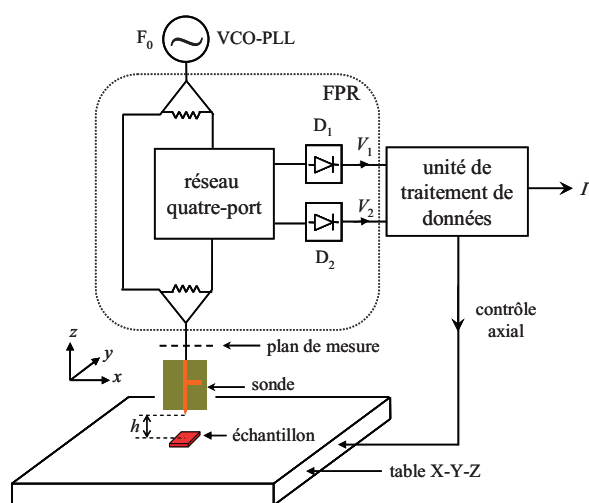 F0 VCO-PLL
FPR
D1
V1
réseau
quatre-port
unité de
traitement de
données
Γ
V2
D2
contrôle
axial
z
y
x
plan de mesure
sonde
h
échantillon
table X-Y-Z